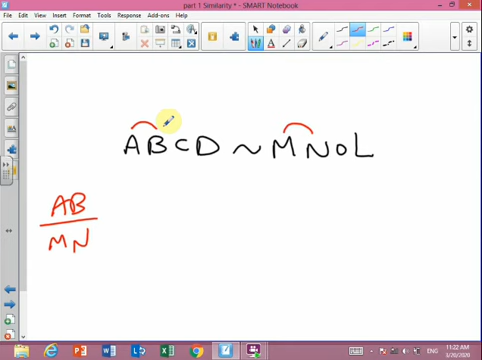 part 1 Similarity * - SMART Notebook
File Edit View Insert Format Tools Response Add-ons Help
ABCD ~ MNOL
AB
MN
ENG
11:22 AM
3/20/2020